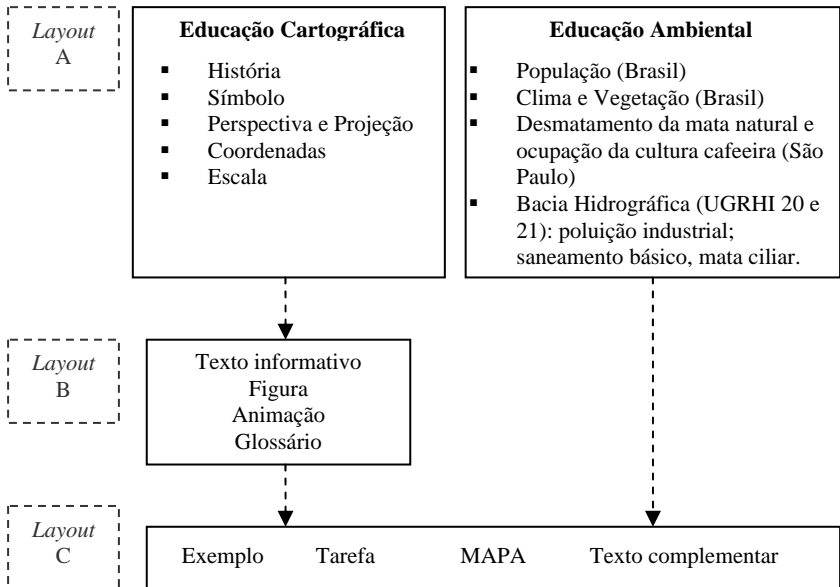 Layout
A
Educação Cartográfica
▪ História
▪ Símbolo
▪ Perspectiva e Projeção
▪ Coordenadas
▪ Escala
Educação Ambiental
▪ População (Brasil)
▪ Clima e Vegetação (Brasil)
▪ Desmatamento da mata natural e
ocupação da cultura cafeeira (São
Paulo)
▪ Bacia Hidrográfica (UGRHI 20 e
21): poluição industrial;
saneamento básico, mata ciliar.
Layout
B
Texto informativo
Figura
Animação
Glossário
Layout
C
Exemplo Tarefa MAPA Texto complementar